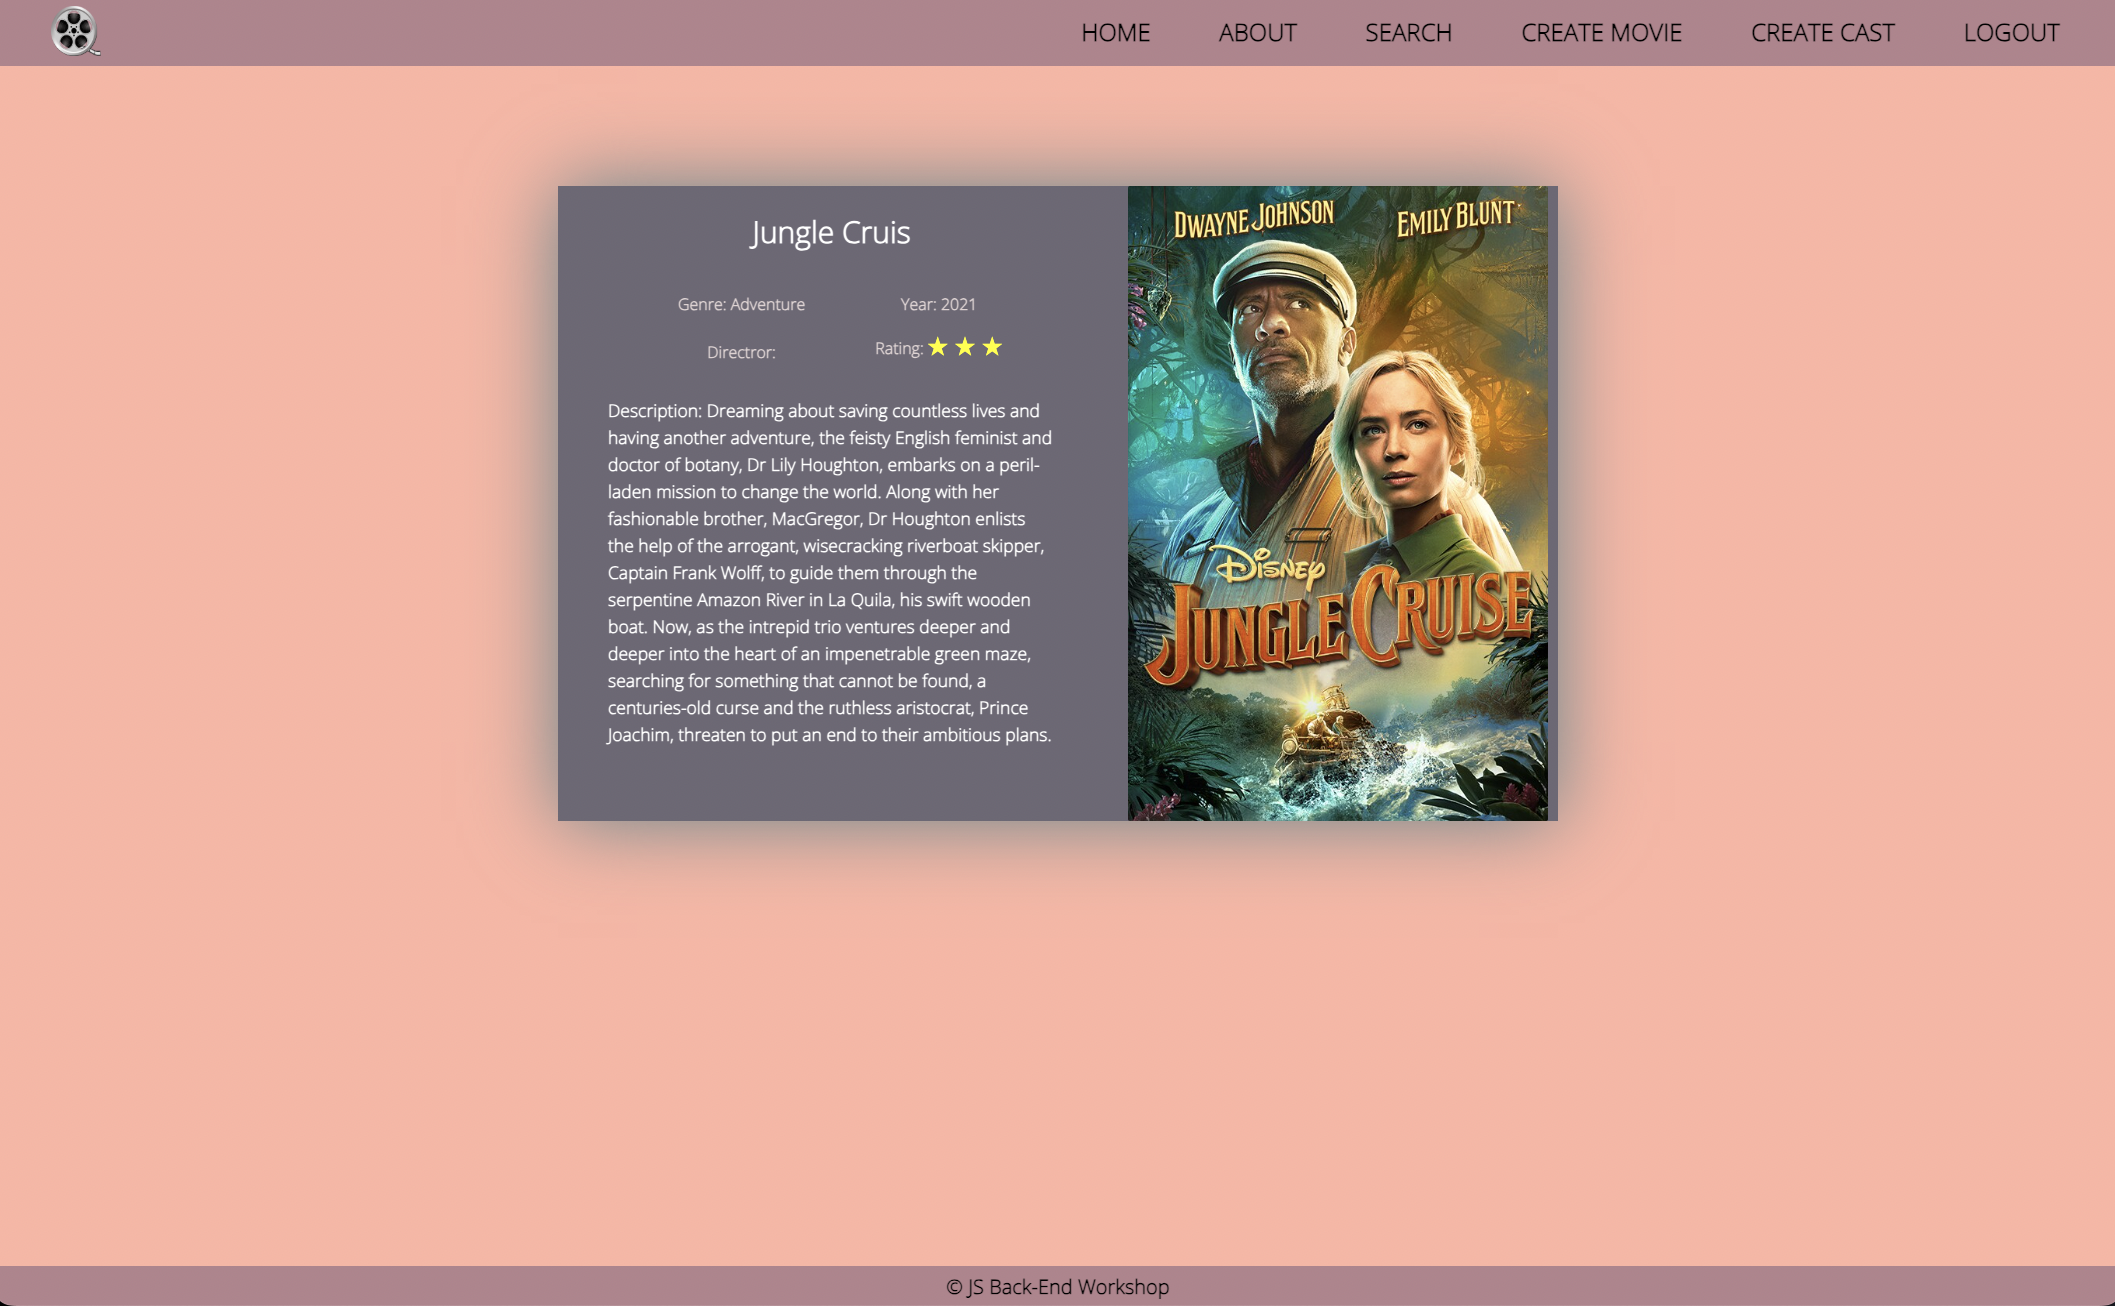 HOME ABOUT SEARCH CREATE MOVIE CREATE CAST LOGOUT
Jungle Cruis
Genre: Adventure Year: 2021
Directror: Rating: ★ ★ ★
Description: Dreaming about saving countless lives and
having another adventure, the feisty English feminist and
doctor of botany, Dr Lily Houghton, embarks on a peril-
laden mission to change the world. Along with her
fashionable brother, MacGregor, Dr Houghton enlists
the help of the arrogant, wisecracking riverboat skipper,
Captain Frank Wolff, to guide them through the
serpentine Amazon River in La Quila, his swift wooden
boat. Now, as the intrepid trio ventures deeper and
deeper into the heart of an impenetrable green maze,
searching for something that cannot be found, a
centuries-old curse and the ruthless aristocrat, Prince
Joachim, threaten to put an end to their ambitious plans.
DWAYNE JOHNSON EMILY BLUNT
DISNEY
JUNGLE CRUISE
© JS Back-End Workshop